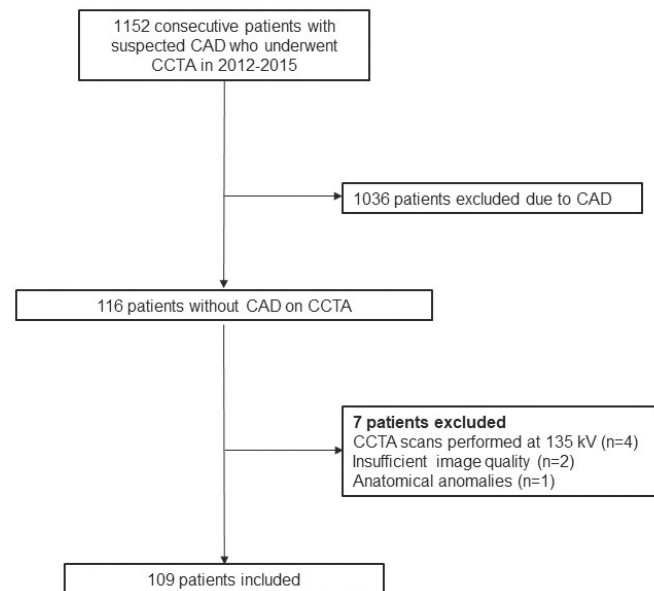 1152 consecutive patients with
suspected CAD who underwent
CCTA in 2012-2015
1036 patients excluded due to CAD
116 patients without CAD on CCTA
7 patients excluded
CCTA scans performed at 135 kV (n=4)
Insufficient image quality (n=2)
Anatomical anomalies (n=1)
109 patients included